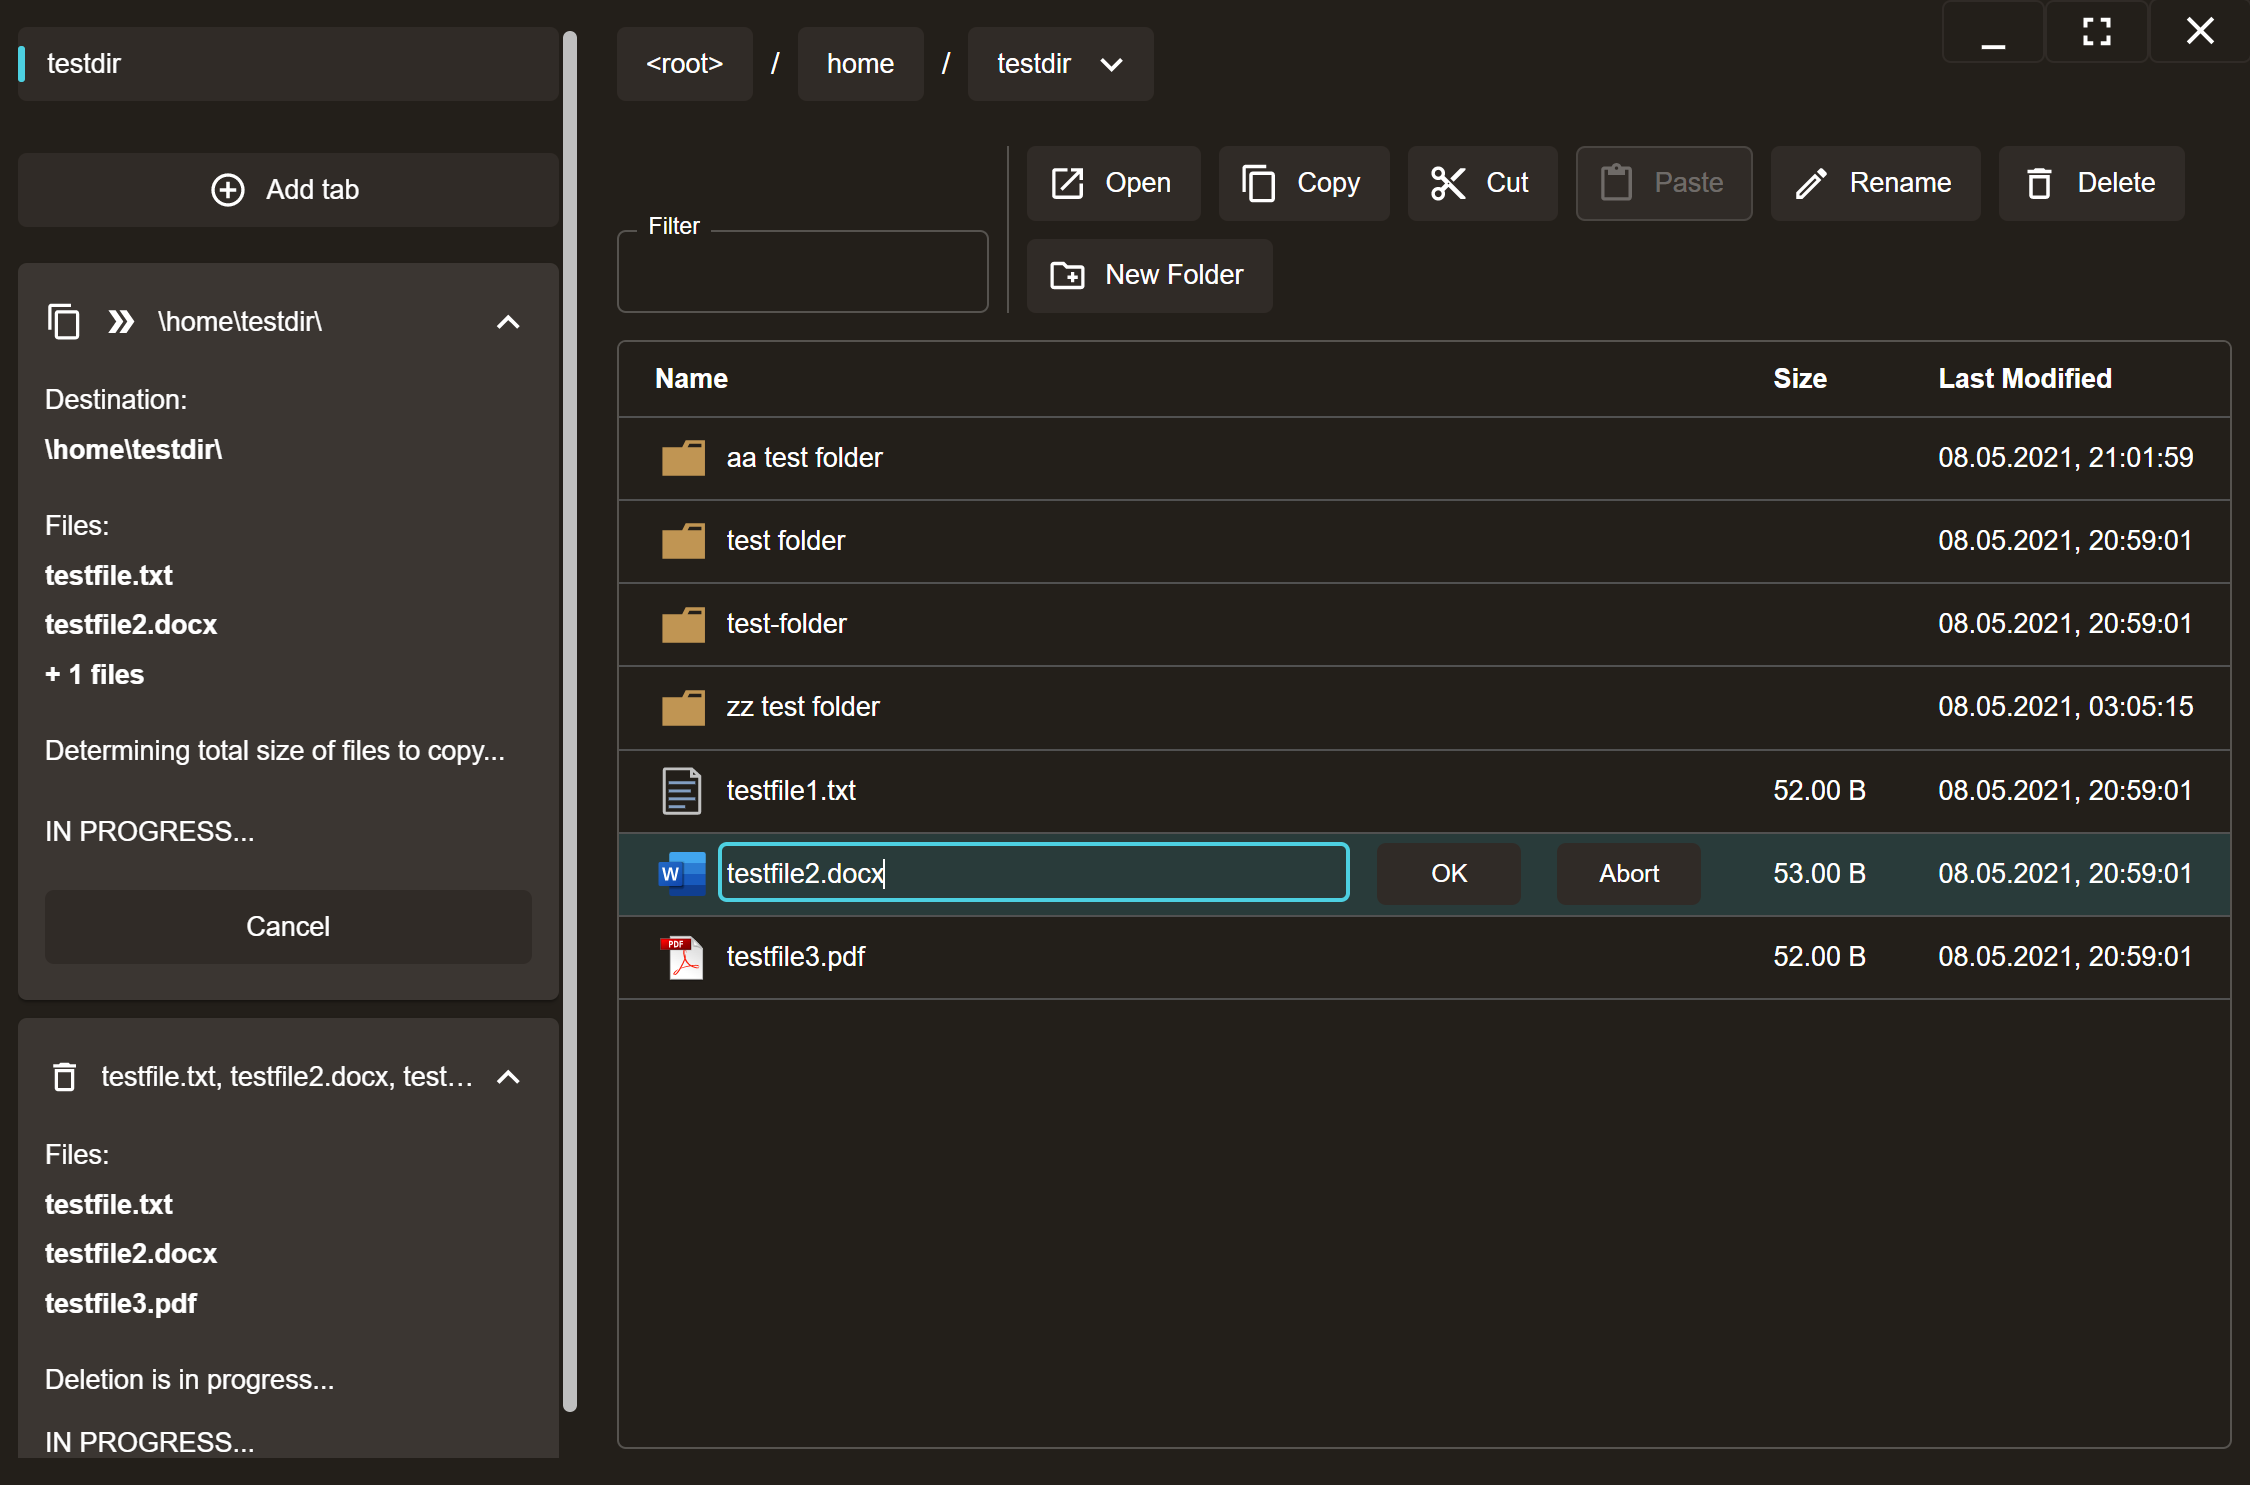 testdir
Add tab
\home\testdir\
Destination:
\home\testdir\
Files:
testfile.txt
testfile2.docx
+ 1 files
Determining total size of files to copy...
IN PROGRESS...
Cancel
testfile.txt, testfile2.docx, test...
Files:
testfile.txt
testfile2.docx
testfile3.pdf
Deletion is in progress...
IN PROGRESS...
<root> / home / testdir
Filter
Open Copy Cut Paste Rename Delete
New Folder
Name Size Last Modified
aa test folder 08.05.2021, 21:01:59
test folder 08.05.2021, 20:59:01
test-folder 08.05.2021, 20:59:01
zz test folder 08.05.2021, 03:05:15
testfile1.txt 52.00 B 08.05.2021, 20:59:01
W testfile2.docx OK Abort 53.00 B 08.05.2021, 20:59:01
PDF testfile3.pdf 52.00 B 08.05.2021, 20:59:01